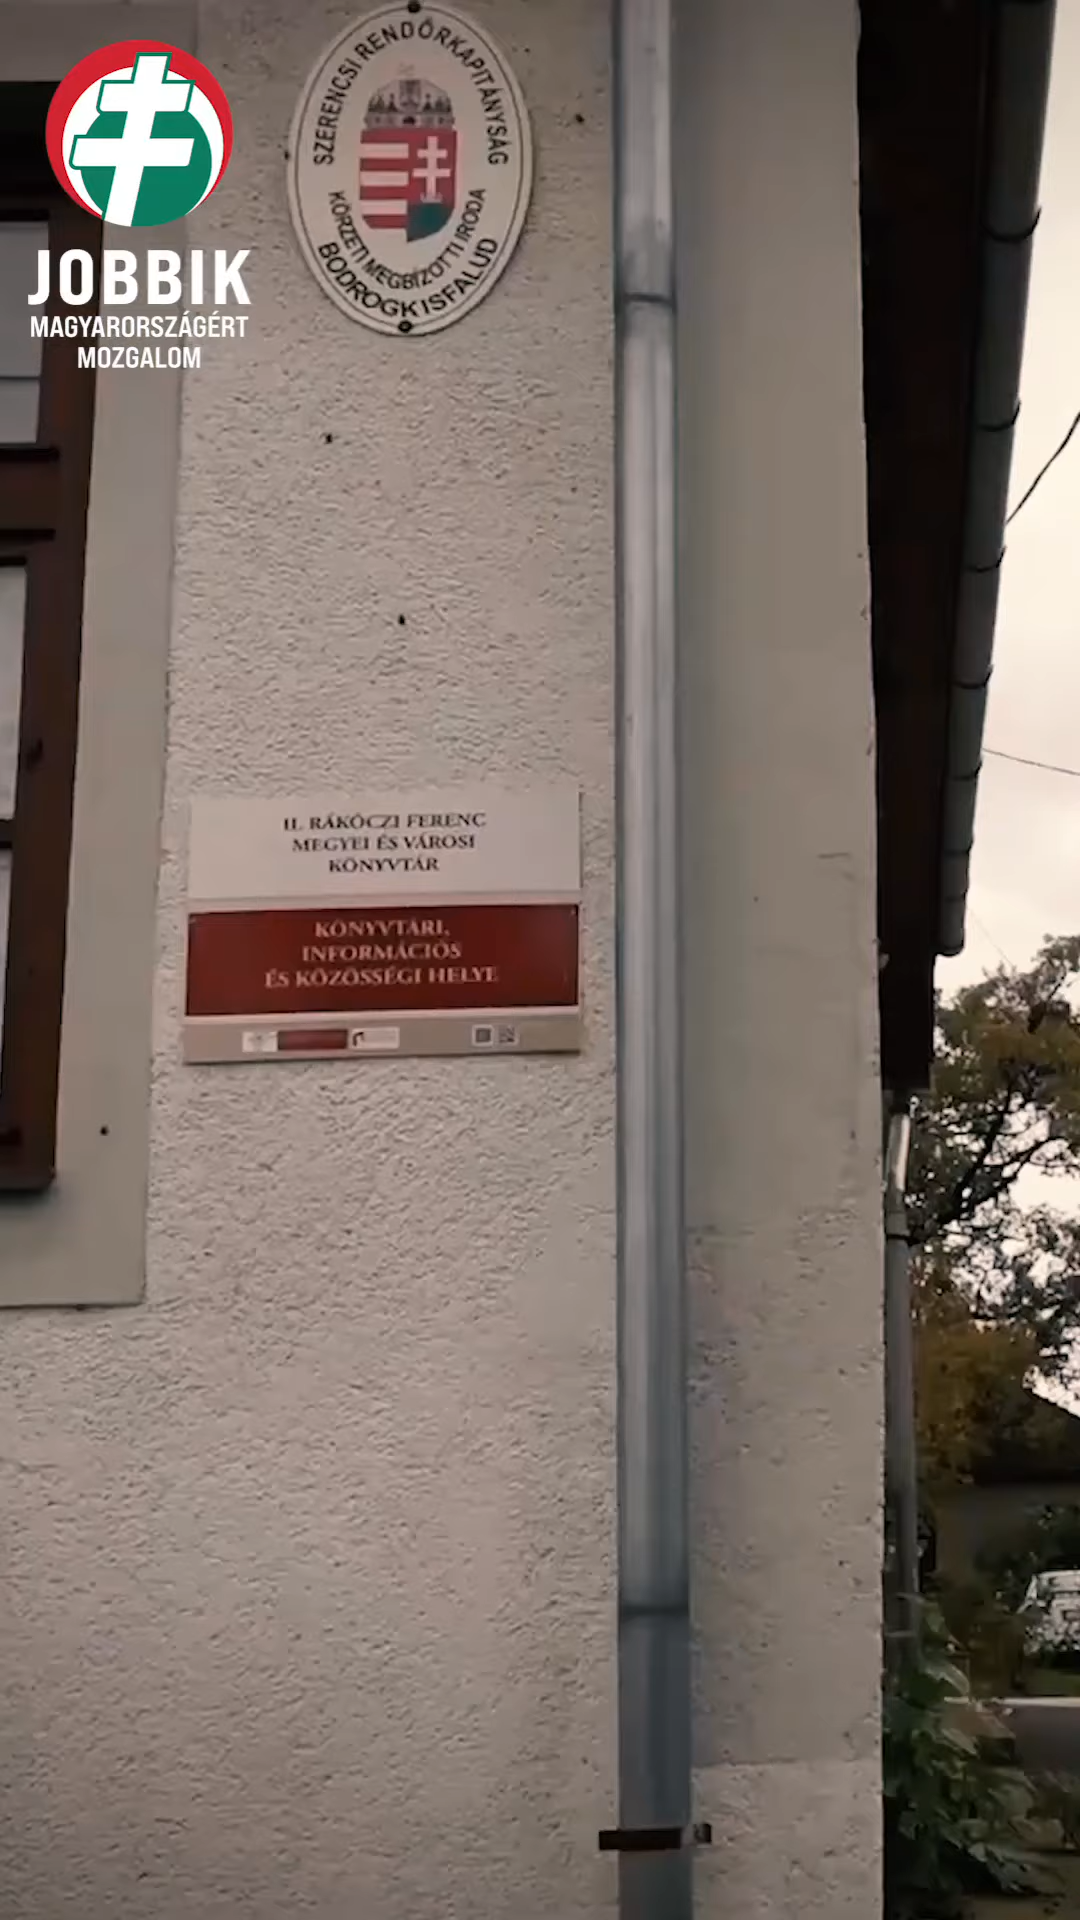 JOBBIK
MAGYARORSZÁGÉRT
MOZGALOM
SZERENCSI RENDŐRKAPITÁNYSÁG
KÖRZETI MEGBÍZOTTI IRODA
BODROGKISFALUD
II. RÁKÓCZI FERENC
MEGYEI ÉS VÁROSI
KÖNYVTÁR
KÖNYVTÁRI,
INFORMÁCIÓS
ÉS KÖZÖSSÉGI HELYE